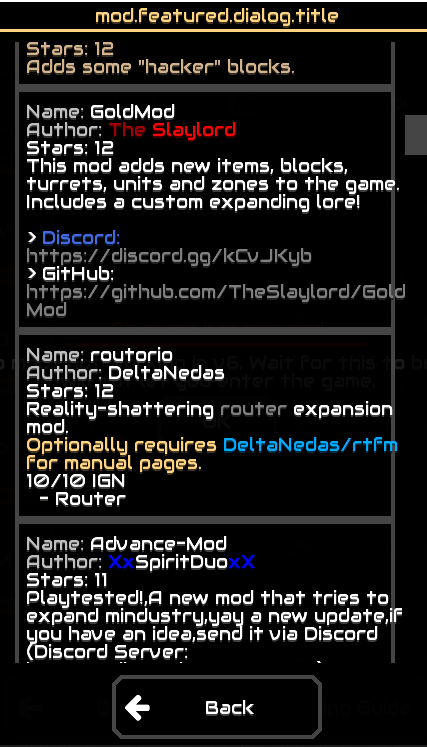 mod.featured.dialog.title
Stars: 12
Adds some "hacker" blocks.
Name: GoldMod
Author: The Slaylord
Stars: 12
This mod adds new items, blocks,
turrets, units and zones to the game.
Includes a custom expanding lore!
> Discord:
https://discord.gg/kCvJKyb
> GitHub:
https://github.com/TheSlaylord/Gold
Mod
Name: routorio
Author: DeltaNedas
Stars: 12
Reality-shattering router expansion
mod.
Optionally requires DeltaNedas/rtfm
for manual pages.
10/10 IGN
- Router
Name: Advance-Mod
Author: XxSpiritDuoxX
Stars: 11
Playtested!,A new mod that tries to
expand mindustry,yay a new update,if
you have an idea,send it via Discord
(Discord Server:
Back